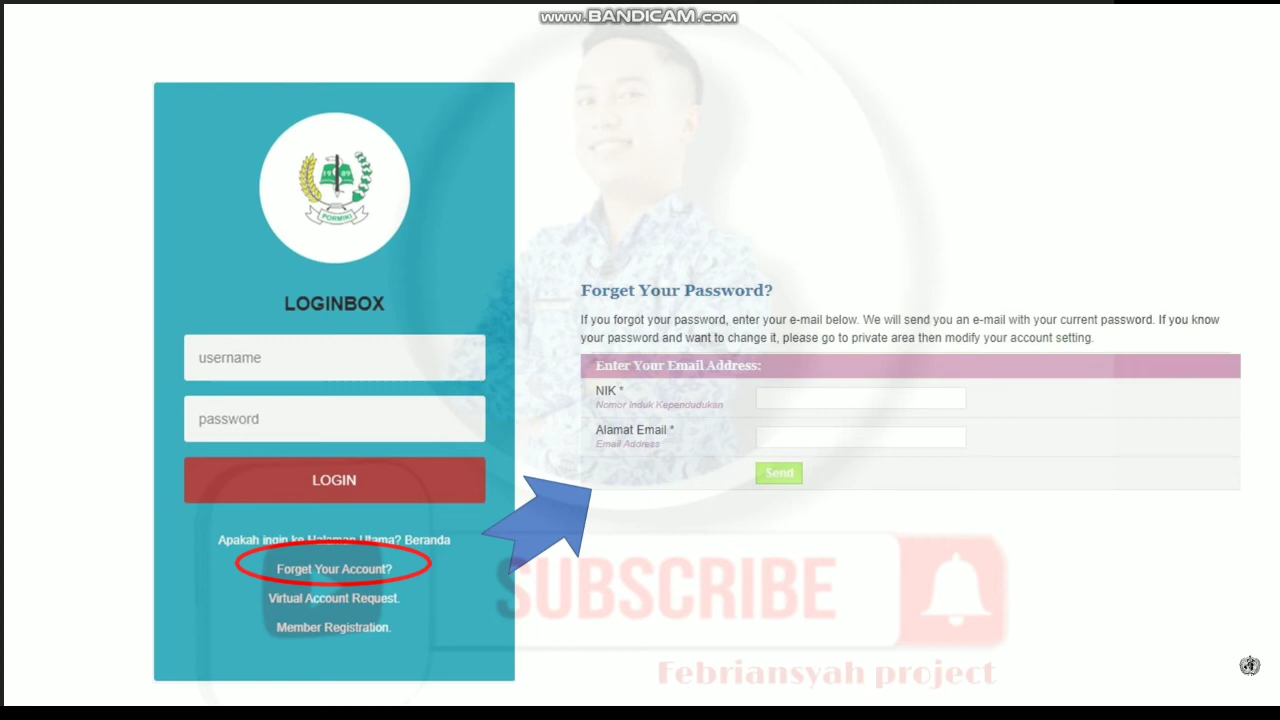 www.BANDICAM.com
19 89
PORMIKI
LOGINBOX
username
password
LOGIN
Apakah ingin ke Halaman Utama? Beranda
Forget Your Account?
Virtual Account Request.
Member Registration.
Forget Your Password?
If you forgot your password, enter your e-mail below. We will send you an e-mail with your current password. If you know
your password and want to change it, please go to private area then modify your account setting.
Enter Your Email Address:
NIK *
Nomor Induk Kependudukan
Alamat Email *
Email Address
Send
SUBSCRIBE
Febriansyah project